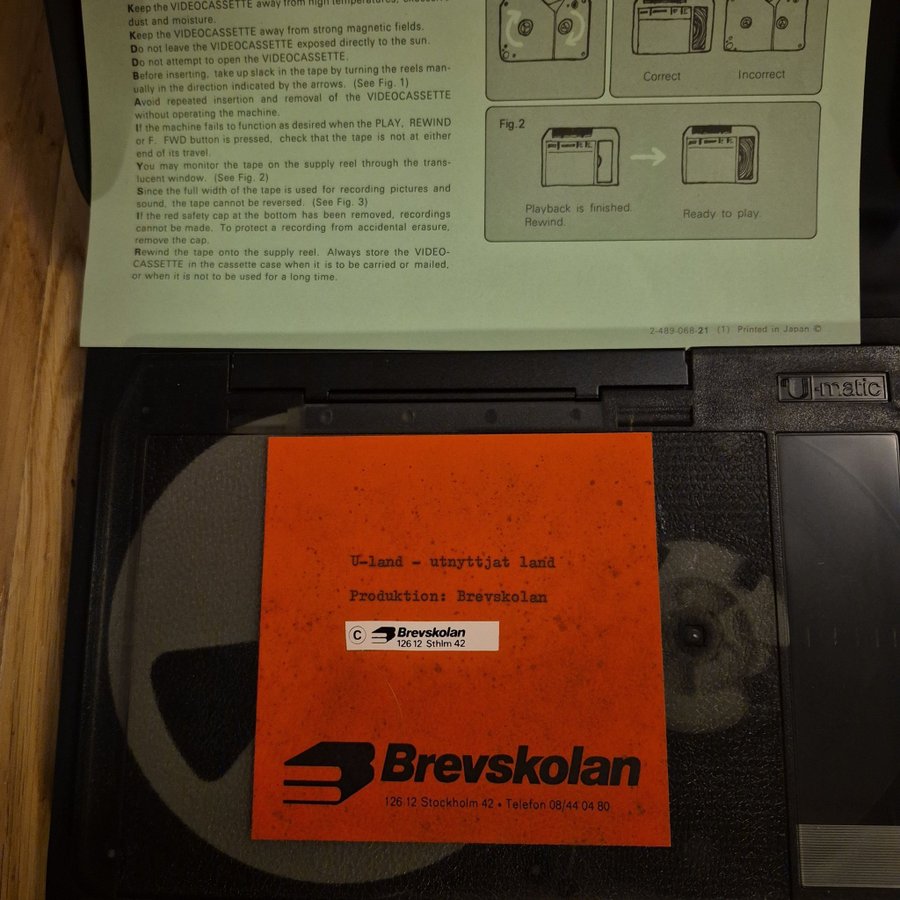 Keep the VIDEOCASSETTE away from high temperatures, excessive
dust and moisture.
Keep the VIDEOCASSETTE away from strong magnetic fields.
Do not leave the VIDEOCASSETTE exposed directly to the sun.
Do not attempt to open the VIDEOCASSETTE.
Before inserting, take up slack in the tape by turning the reels man-
ually in the direction indicated by the arrows. (See Fig. 1)
Avoid repeated insertion and removal of the VIDEOCASSETTE
without operating the machine.
If the machine fails to function as desired when the PLAY, REWIND
or F. FWD button is pressed, check that the tape is not at either
end of its travel.
You may monitor the tape on the supply reel through the trans-
lucent window. (See Fig. 2)
Since the full width of the tape is used for recording pictures and
sound, the tape cannot be reversed. (See Fig. 3)
If the red safety cap at the bottom has been removed, recordings
cannot be made. To protect a recording from accidental erasure,
remove the cap.
Rewind the tape onto the supply reel. Always store the VIDEO-
CASSETTE in the cassette case when it is to be carried or mailed,
or when it is not to be used for a long time.
Correct Incorrect
Fig.2
Playback is finished.
Rewind.
Ready to play.
2-489-068-21 (1) Printed in Japan ©
U-matic
U-land - utnyttjat land
Produktion: Brevskolan
© Brevskolan
126 12 Sthlm 42
Brevskolan
126 12 Stockholm 42 • Telefon 08/44 04 80